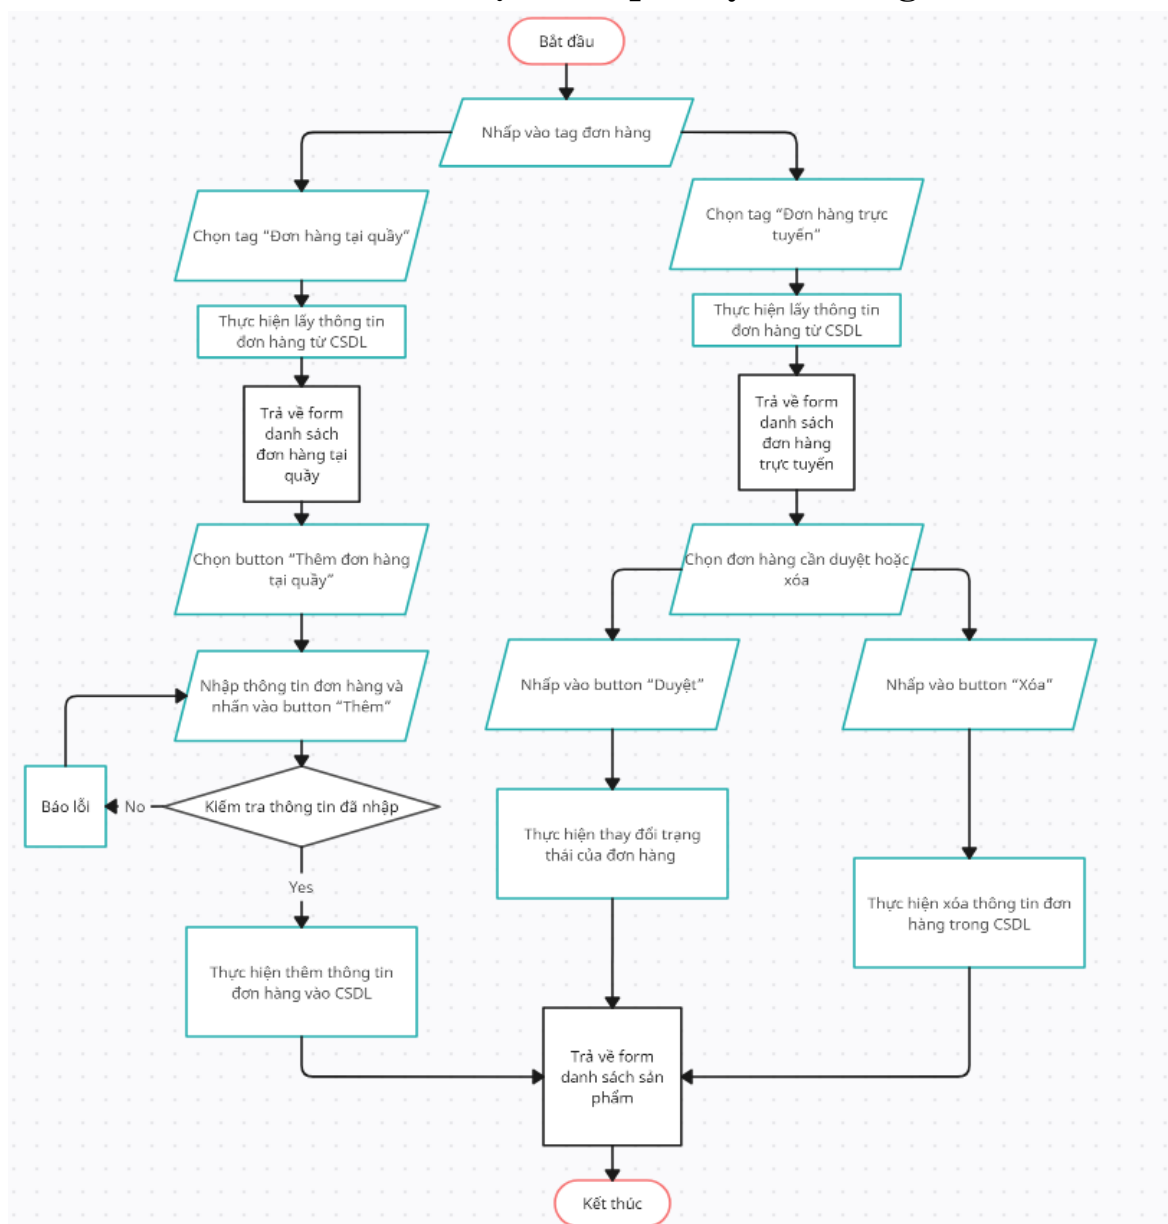 Bắt đầu
Nhấp vào tag đơn hàng
Chọn tag “Đơn hàng tại quầy”
Thực hiện lấy thông tin
đơn hàng từ CSDL
Trả về form
danh sách
đơn hàng tại
quầy
Chọn button “Thêm đơn hàng
tại quầy”
Nhập thông tin đơn hàng và
nhấn vào button “Thêm”
Báo lỗi
No
Kiểm tra thông tin đã nhập
Yes
Thực hiện thêm thông tin
đơn hàng vào CSDL
Chọn tag “Đơn hàng trực
tuyến”
Thực hiện lấy thông tin
đơn hàng từ CSDL
Trả về form
danh sách
đơn hàng
trực tuyến
Chọn đơn hàng cần duyệt hoặc
xóa
Nhấp vào button “Duyệt”
Thực hiện thay đổi trạng
thái của đơn hàng
Nhấp vào button “Xóa”
Thực hiện xóa thông tin đơn
hàng trong CSDL
Trả về form
danh sách sản
phẩm
Kết thúc